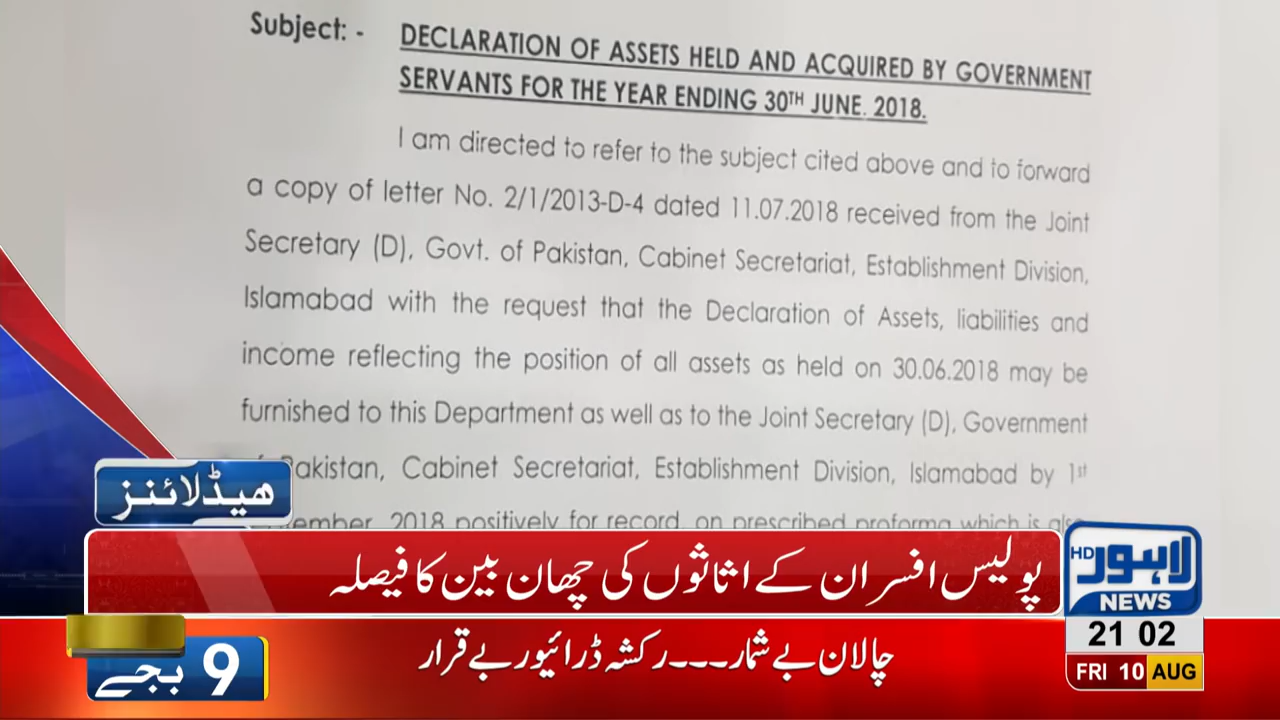 Subject: - DECLARATION OF ASSETS HELD AND ACQUIRED BY GOVERNMENT
SERVANTS FOR THE YEAR ENDING 30TH JUNE. 2018.
I am directed to refer to the subject cited above and to forward
a copy of letter No. 2/1/2013-D-4 dated 11.07.2018 received from the Joint
Secretary (D), Govt. of Pakistan, Cabinet Secretariat, Establishment Division,
Islamabad with the request that the Declaration of Assets, liabilities and
income reflecting the position of all assets as held on 30.06.2018 may be
furnished to this Department as well as to the Joint Secretary (D), Government
Pakistan, Cabinet Secretariat, Establishment Division, Islamabad by 1st
2018 positively for record, on prescribed proforma which is
ھیڈلائنز
پولیس افسران کے اثاثوں کی چھان بین کا فیصلہ
HD لاہور
NEWS
21 02
FRI 10 AUG
چالان بے شمار۔۔۔رکشہ ڈرائیور بے قرار
9 بجے